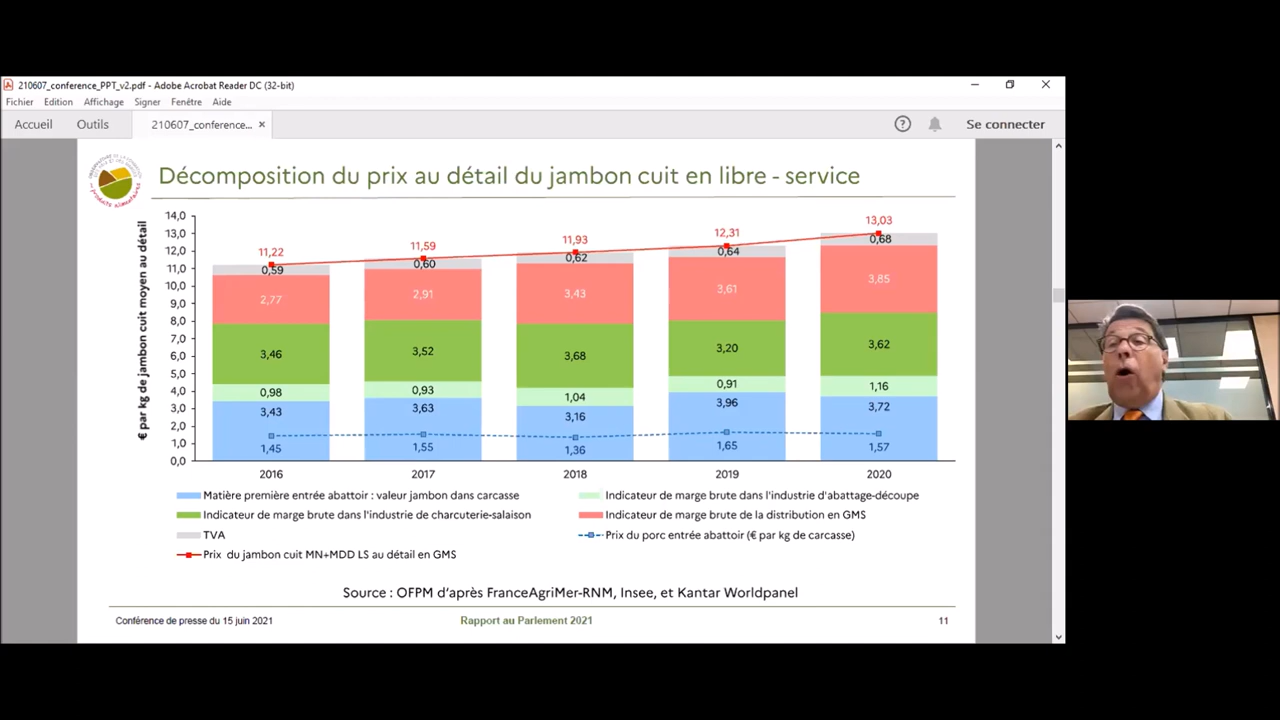 210607_conference_PPT_v2.pdf - Adobe Acrobat Reader DC (32-bit)
Fichier Edition Affichage Signer Fenêtre Aide
Accueil Outils 210607_conference... × ? Se connecter
Décomposition du prix au détail du jambon cuit en libre - service
€ par kg de jambon cuit moyen au détail
14,0
13,0
12,0
11,0
10,0
9,0
8,0
7,0
6,0
5,0
4,0
3,0
2,0
1,0
0,0
11,22 11,59 11,93 12,31 13,03
0,59 0,60 0,62 0,64 0,68
2,77 2,91 3,43 3,61 3,85
3,46 3,52 3,68 3,20 3,62
0,98 0,93 1,04 0,91 1,16
3,43 3,63 3,16 3,96 3,72
1,45 1,55 1,36 1,65 1,57
2016 2017 2018 2019 2020
Matière première entrée abattoir : valeur jambon dans carcasse
Indicateur de marge brute dans l'industrie d'abattage-découpe
Indicateur de marge brute dans l'industrie de charcuterie-salaison
Indicateur de marge brute de la distribution en GMS
TVA
Prix du porc entrée abattoir (€ par kg de carcasse)
Prix du jambon cuit MN+MDD LS au détail en GMS
Source : OFPM d'après FranceAgriMer-RNM, Insee, et Kantar Worldpanel
Conférence de presse du 15 juin 2021 Rapport au Parlement 2021 11